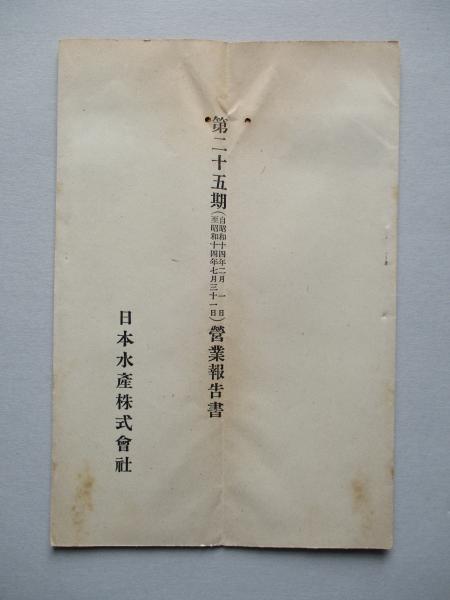 第二十五期(自昭和十四年二月一日至昭和十四年七月三十一日)營業報告書
日本水產株式會社